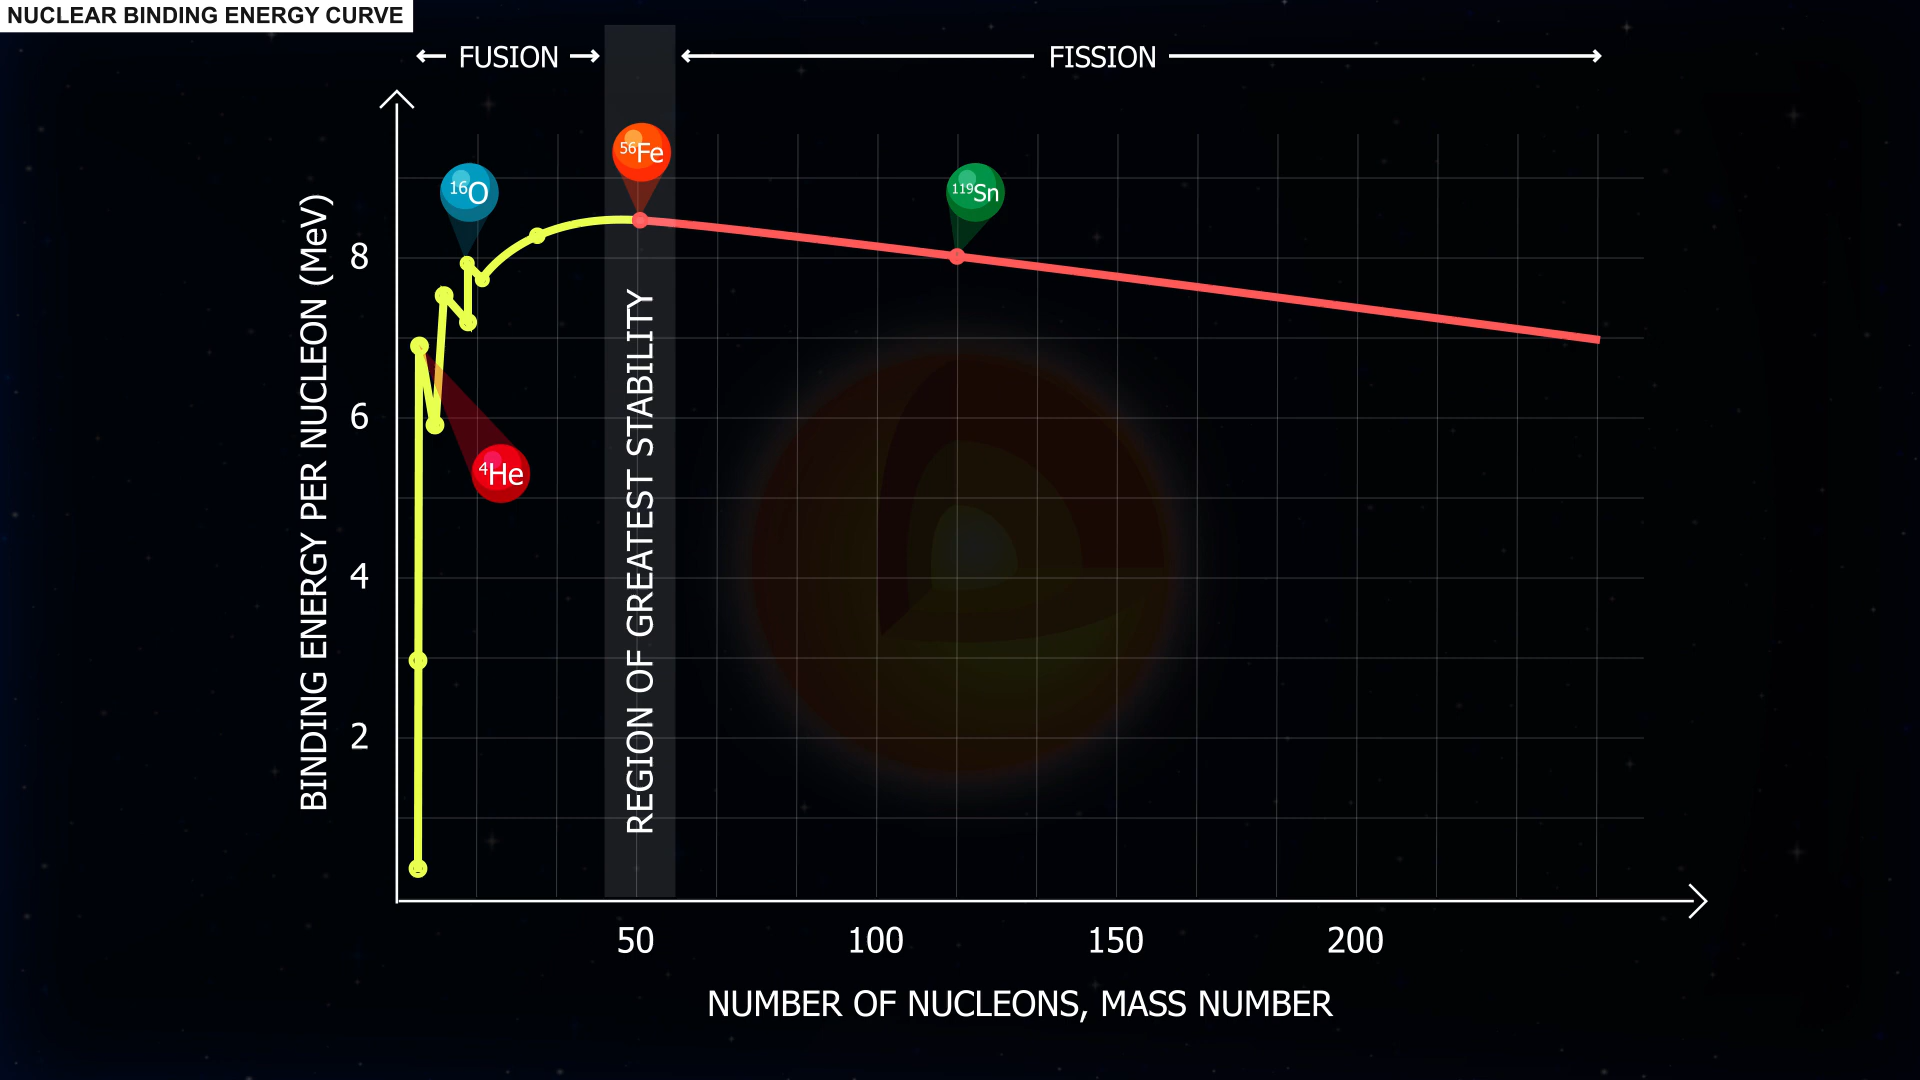 NUCLEAR BINDING ENERGY CURVE
FUSION
FISSION
⁵⁶Fe
¹⁶O
¹¹⁹Sn
⁴He
BINDING ENERGY PER NUCLEON (MeV)
8
6
4
2
REGION OF GREATEST STABILITY
50
100
150
200
NUMBER OF NUCLEONS, MASS NUMBER